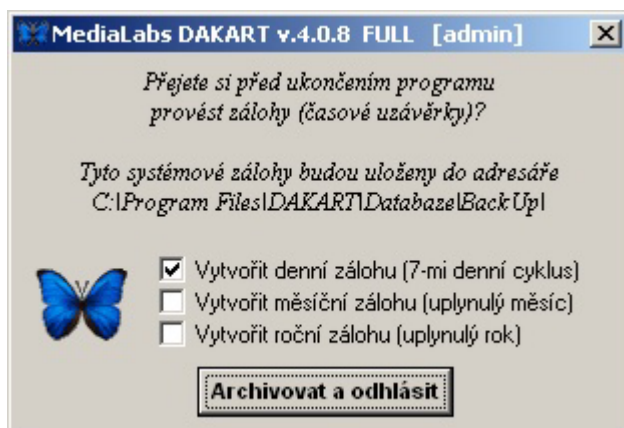 MediaLabs DAKART v.4.0.8 FULL [admin]
Přejete si před ukončením programu
provést zálohy (časové uzávěrky)?
Tyto systémové zálohy budou uloženy do adresáře
C:\Program Files\DAKART\Databaze\BackUp\
Vytvořit denní zálohu (7-mi denní cyklus)
Vytvořit měsíční zálohu (uplynulý měsíc)
Vytvořit roční zálohu (uplynulý rok)
Archivovat a odhlásit